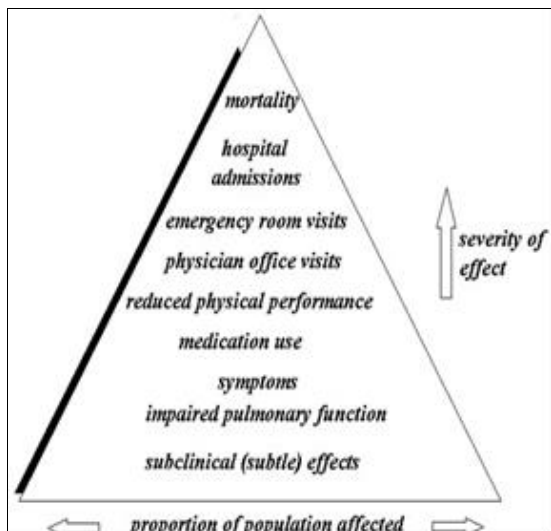 mortality
hospital
admissions
emergency room visits
physician office visits
reduced physical performance
medication use
symptoms
impaired pulmonary function
subclinical (subtle) effects
severity of
effect
proportion of population affected